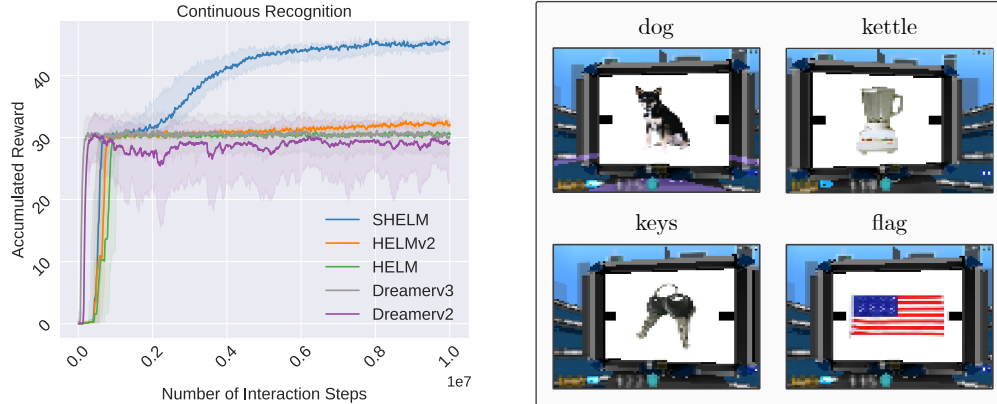 Continuous Recognition
Accumulated Reward
40
30
20
10
0
0.0
0.2
0.4
0.6
0.8
1.0
1e7
Number of Interaction Steps
SHELM
HELMv2
HELM
Dreamerv3
Dreamerv2
dog
kettle
keys
flag